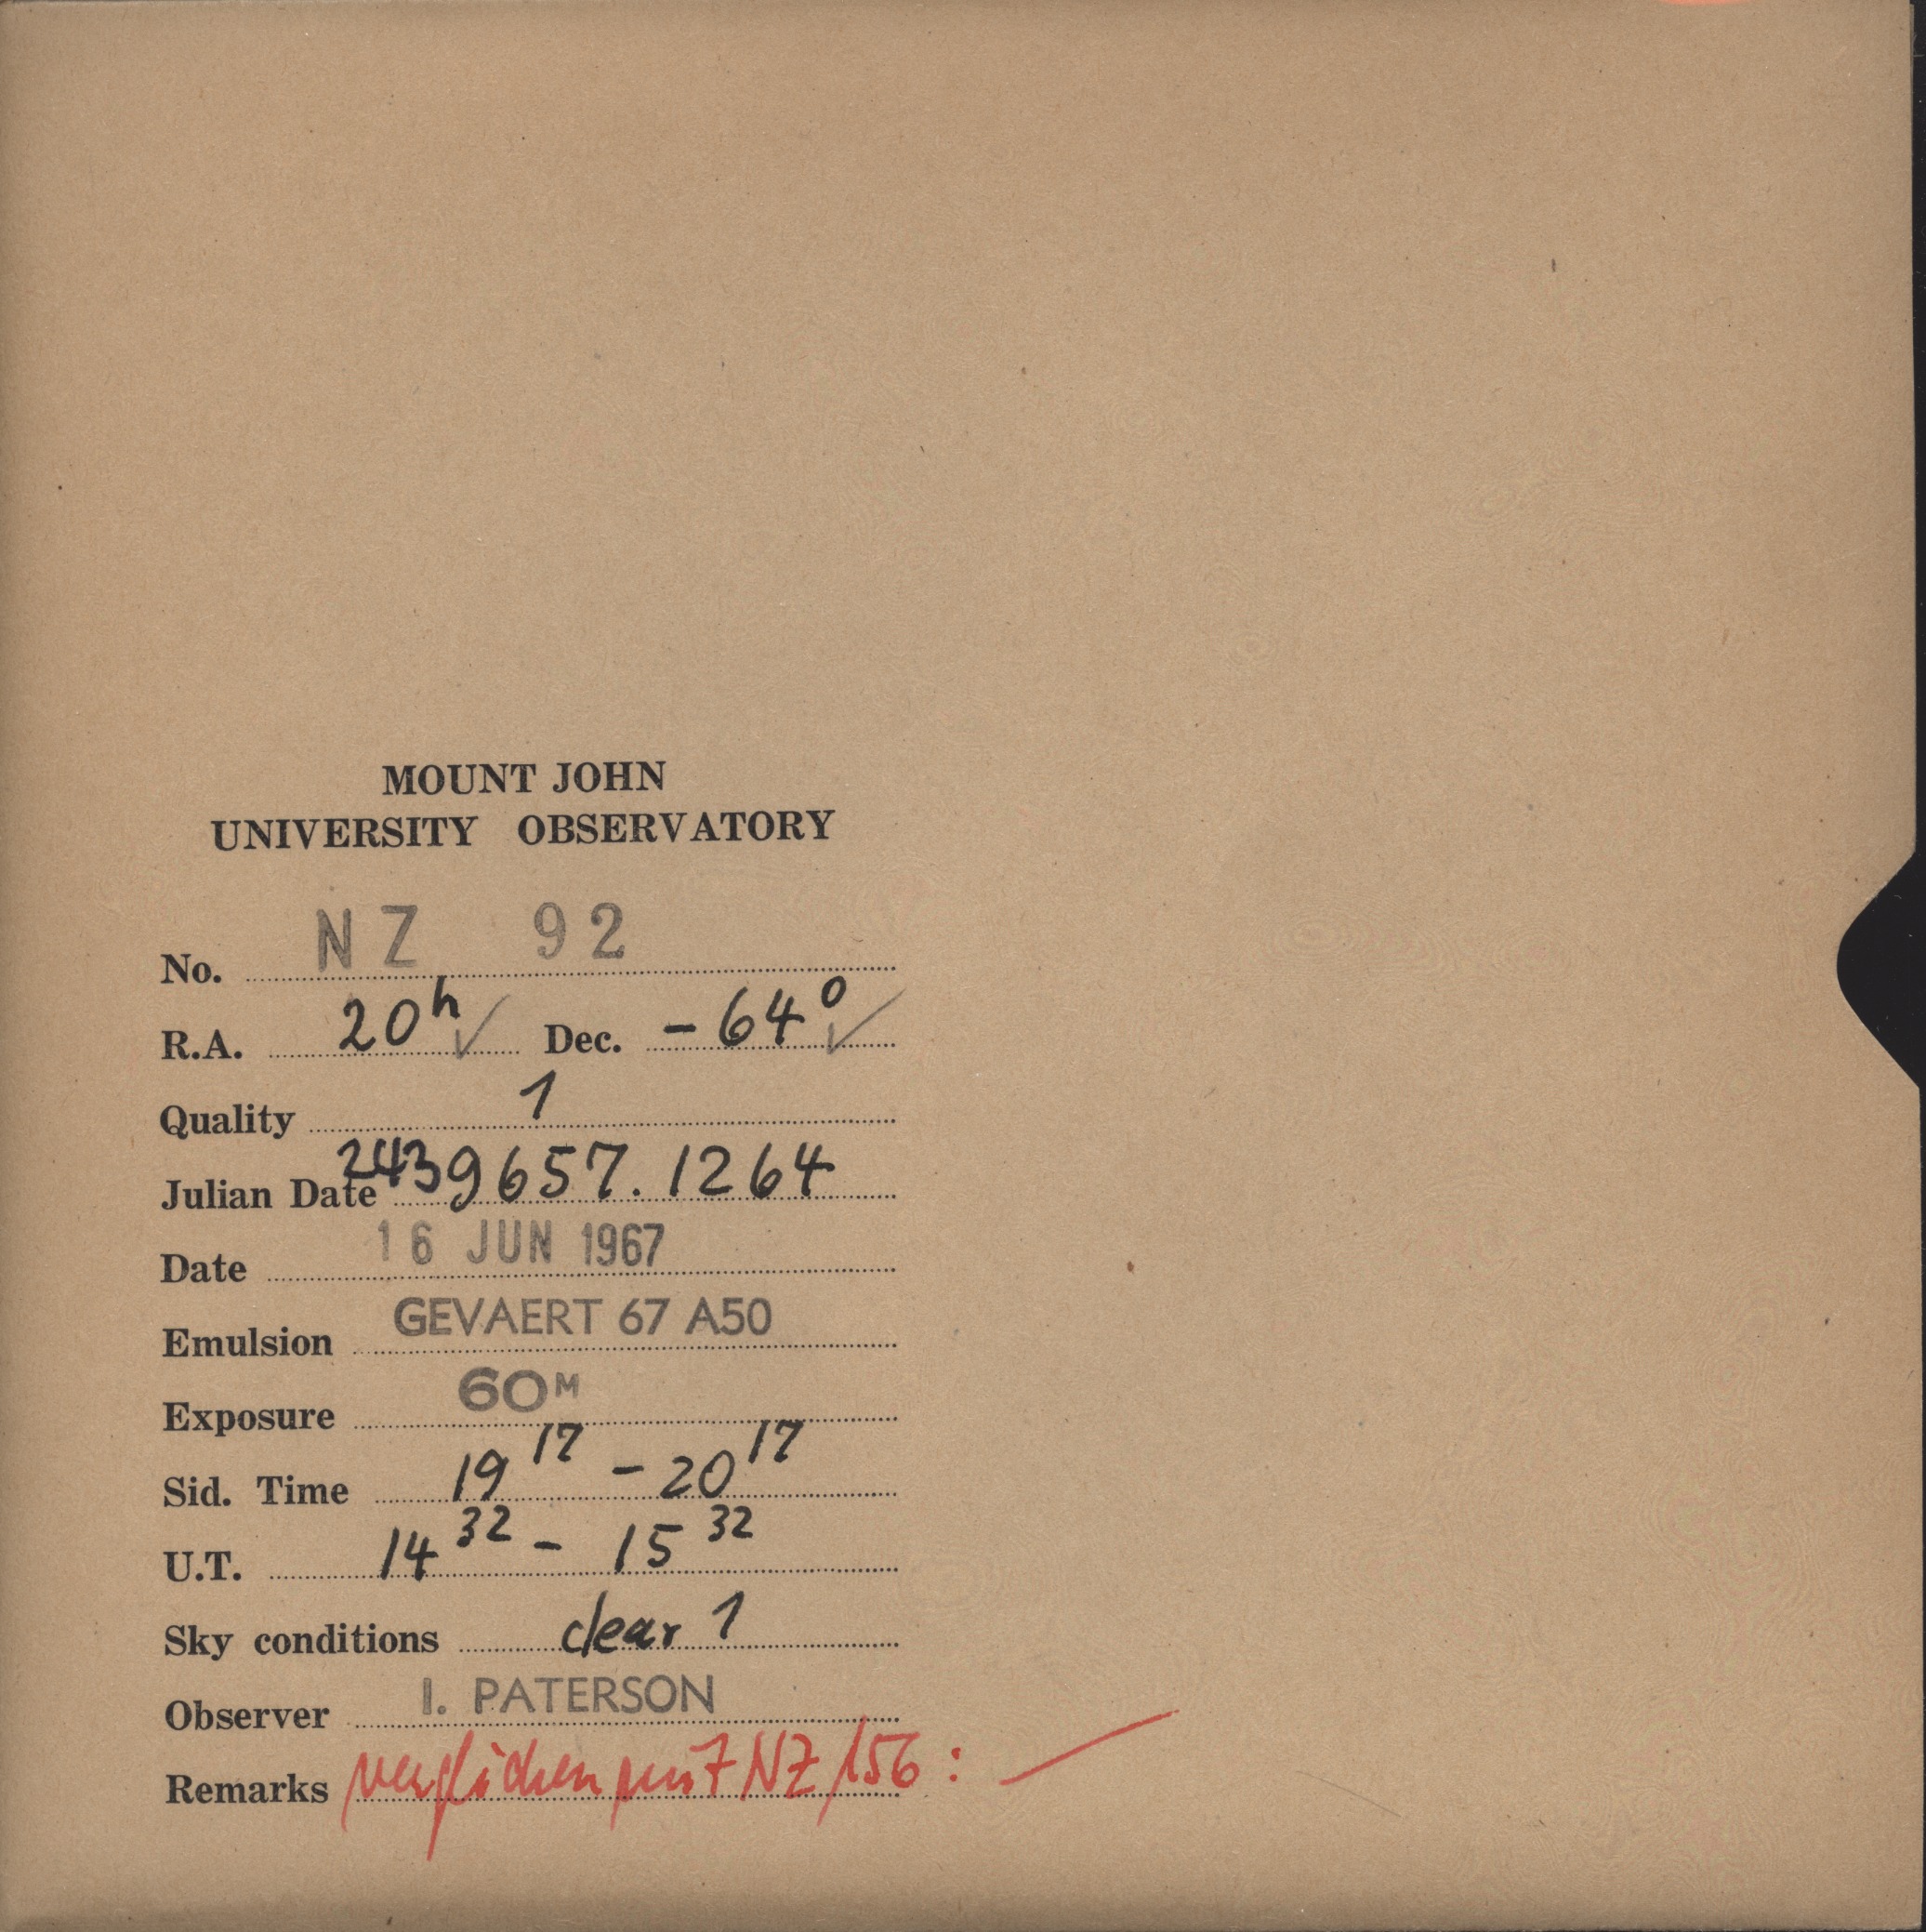 MOUNT JOHN
UNIVERSITY OBSERVATORY
No. NZ 92
R.A. 20h ✓ Dec. -64° ✓
Quality 1
Julian Date 2439657.1264
Date 16 JUN 1967
Emulsion GEVAERT 67 A50
Exposure 60M
Sid. Time 19 17 - 20 17
U.T. 14 32 - 15 32
Sky conditions clear 1
Observer I. PATERSON
Remarks verglichen mit NZ 156 : —